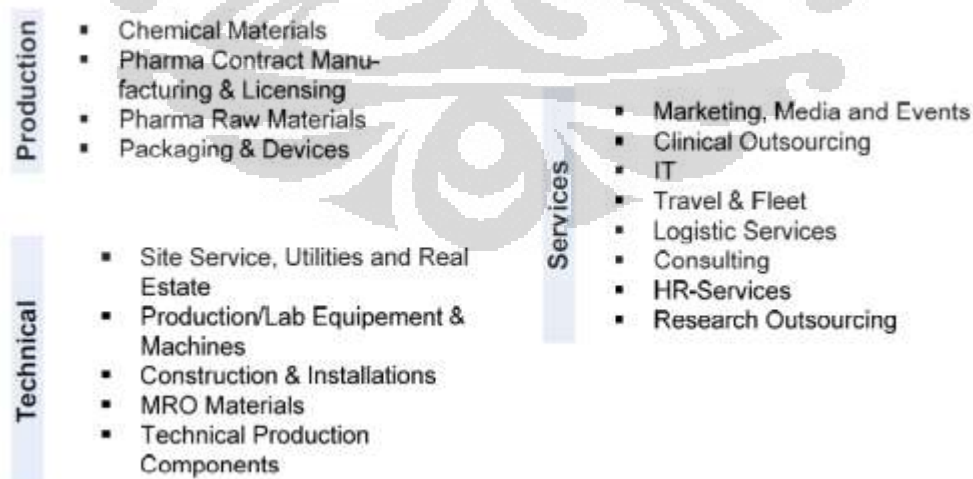 Production
▪ Chemical Materials
▪ Pharma Contract Manu-
facturing & Licensing
▪ Pharma Raw Materials
▪ Packaging & Devices
Technical
▪ Site Service, Utilities and Real
Estate
▪ Production/Lab Equipement &
Machines
▪ Construction & Installations
▪ MRO Materials
▪ Technical Production
Components
Services
▪ Marketing, Media and Events
▪ Clinical Outsourcing
▪ IT
▪ Travel & Fleet
▪ Logistic Services
▪ Consulting
▪ HR-Services
▪ Research Outsourcing